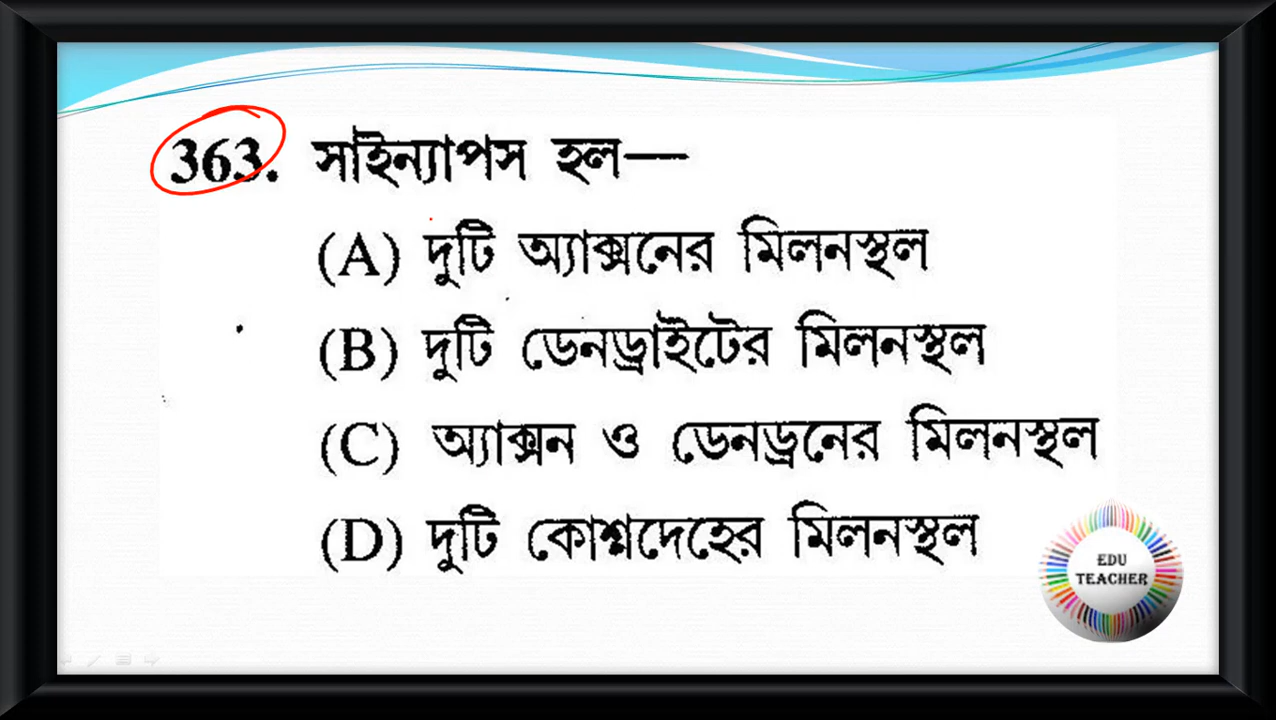 363. সাইন্যাপস হল—
(A) দুটি অ্যাক্সনের মিলনস্থল
(B) দুটি ডেনড্রাইটের মিলনস্থল
(C) অ্যাক্সন ও ডেনড্রনের মিলনস্থল
(D) দুটি কোশদেহের মিলনস্থল
EDU
TEACHER